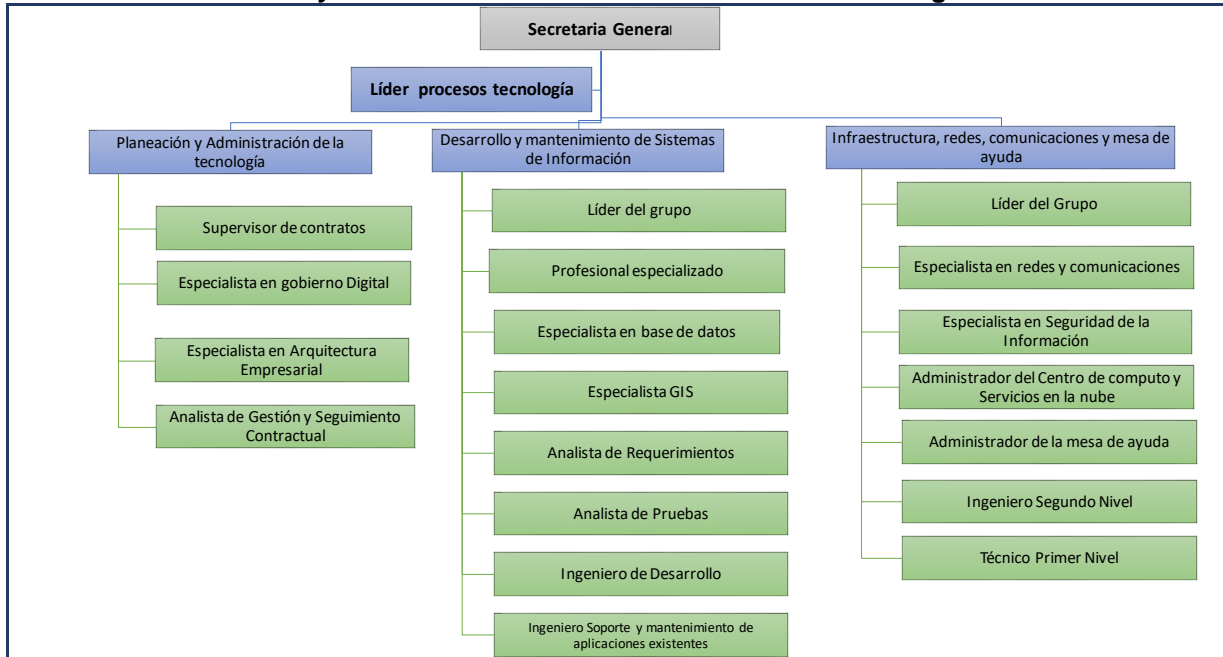 Secretaria General
Líder procesos tecnología
Planeación y Administración de la
tecnología
Supervisor de contratos
Especialista en gobierno Digital
Especialista en Arquitectura
Empresarial
Analista de Gestión y Seguimiento
Contractual
Desarrollo y mantenimiento de Sistemas
de Información
Líder del grupo
Profesional especializado
Especialista en base de datos
Especialista GIS
Analista de Requerimientos
Analista de Pruebas
Ingeniero de Desarrollo
Ingeniero Soporte y mantenimiento de
aplicaciones existentes
Infraestructura, redes, comunicaciones y mesa de
ayuda
Líder del Grupo
Especialista en redes y comunicaciones
Especialista en Seguridad de la
Información
Administrador del Centro de computo y
Servicios en la nube
Administrador de la mesa de ayuda
Ingeniero Segundo Nivel
Técnico Primer Nivel